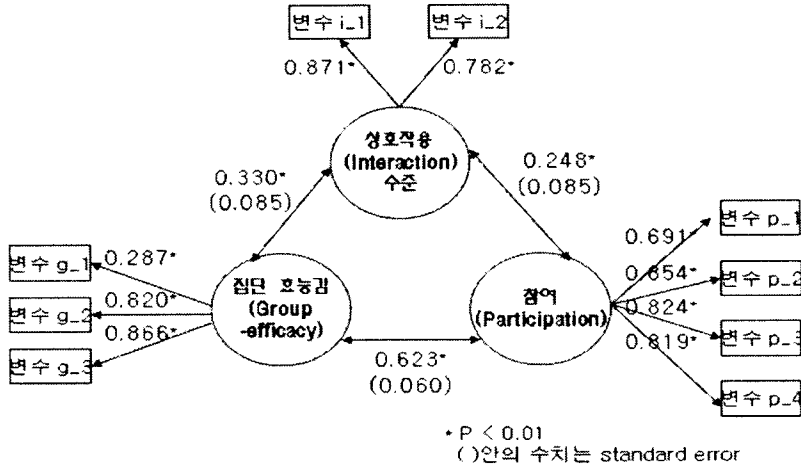 변수 i_1
변수 i_2
0.871*
0.782*
상호작용
(Interaction)
수준
0.330*
(0.085)
0.248*
(0.085)
변수 g_1
변수 g_2
변수 g_3
0.287*
0.820*
0.866*
집단 효능감
(Group
-efficacy)
참여
(Participation)
0.691*
0.854*
0.824*
0.819*
변수 p_1
변수 p_2
변수 p_3
변수 p_4
0.623*
(0.060)
* P < 0.01
( )안의 수치는 standard error